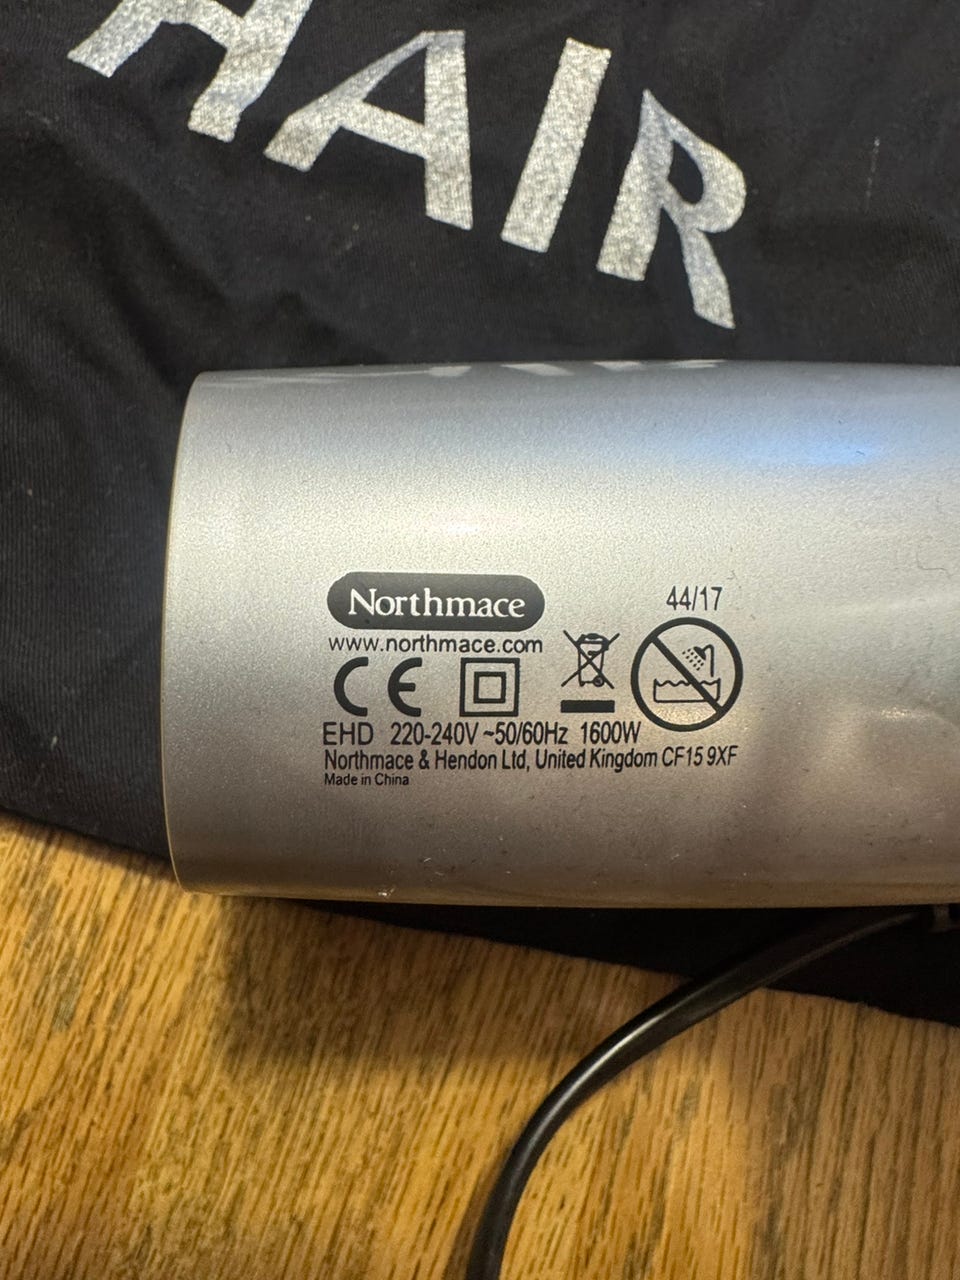 HAIR
Northmace
44/17
www.northmace.com
CE
EHD 220-240V ~50/60Hz 1600W
Northmace & Hendon Ltd, United Kingdom CF15 9XF
Made in China